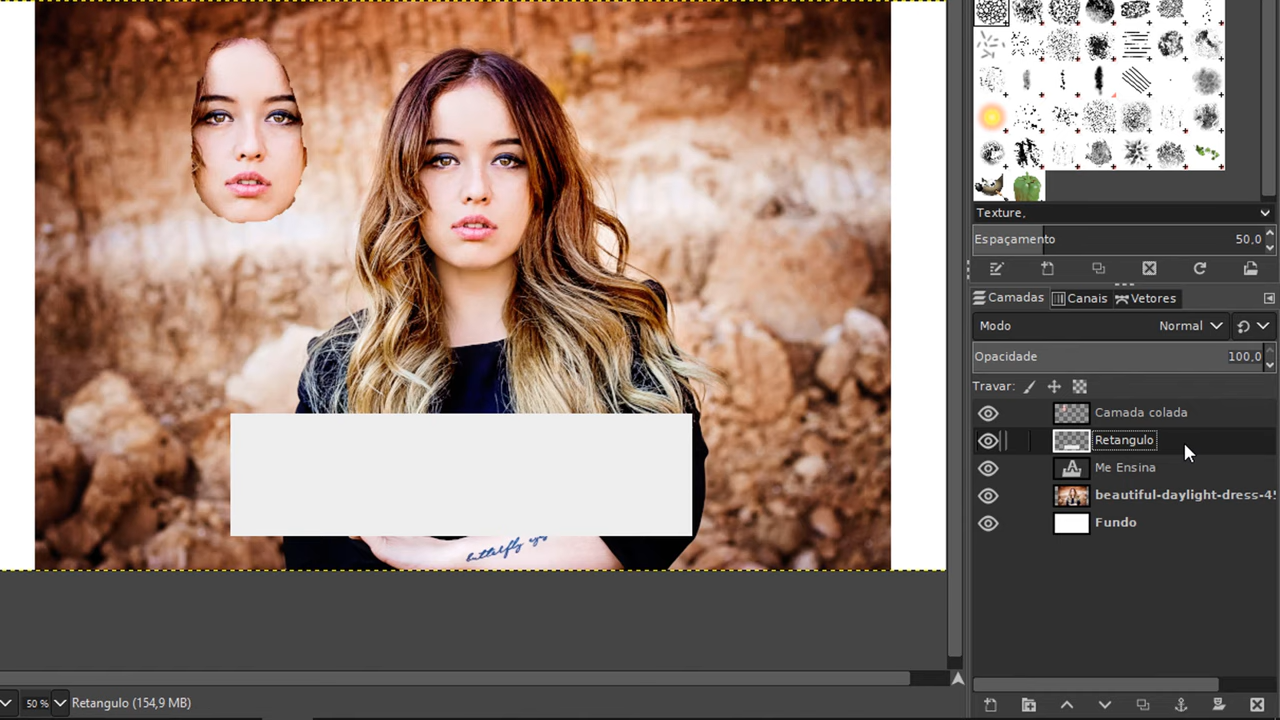 Texture,
Espaçamento 50,0
Camadas Canais Vetores
Modo Normal
Opacidade 100,0
Travar:
Camada colada
Retangulo
Me Ensina
beautiful-daylight-dress-4
Fundo
50 % Retangulo (154,9 MB)